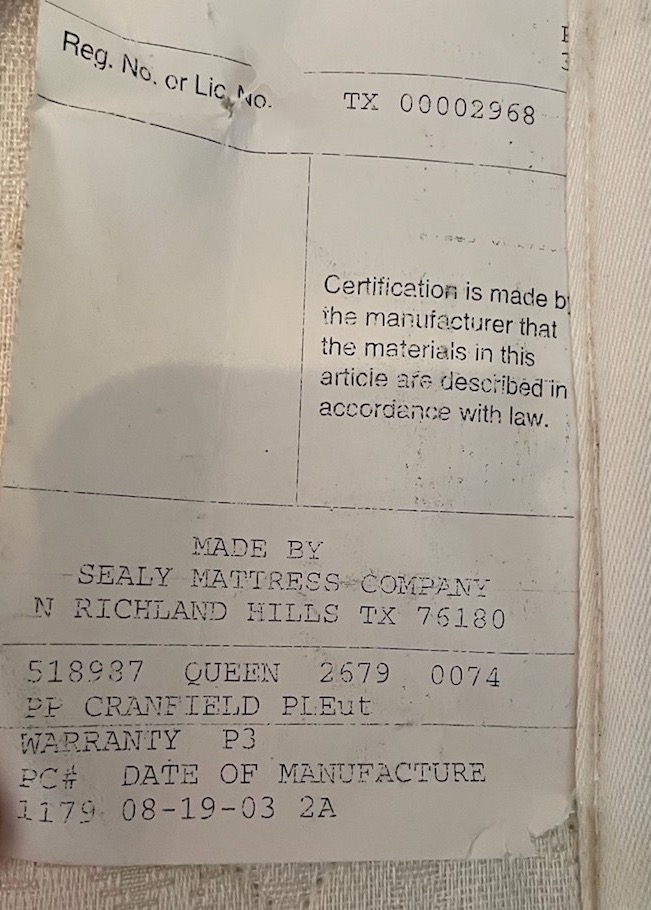 Reg. No. or Lic. No. TX 00002968
Certification is made by
the manufacturer that
the materials in this
article are described in
accordance with law.
MADE BY
SEALY MATTRESS COMPANY
N RICHLAND HILLS TX 76180
518987 QUEEN 2679 0074
PP CRANFIELD PLEut
WARRANTY P3
PC# DATE OF MANUFACTURE
1179 08-19-03 2A